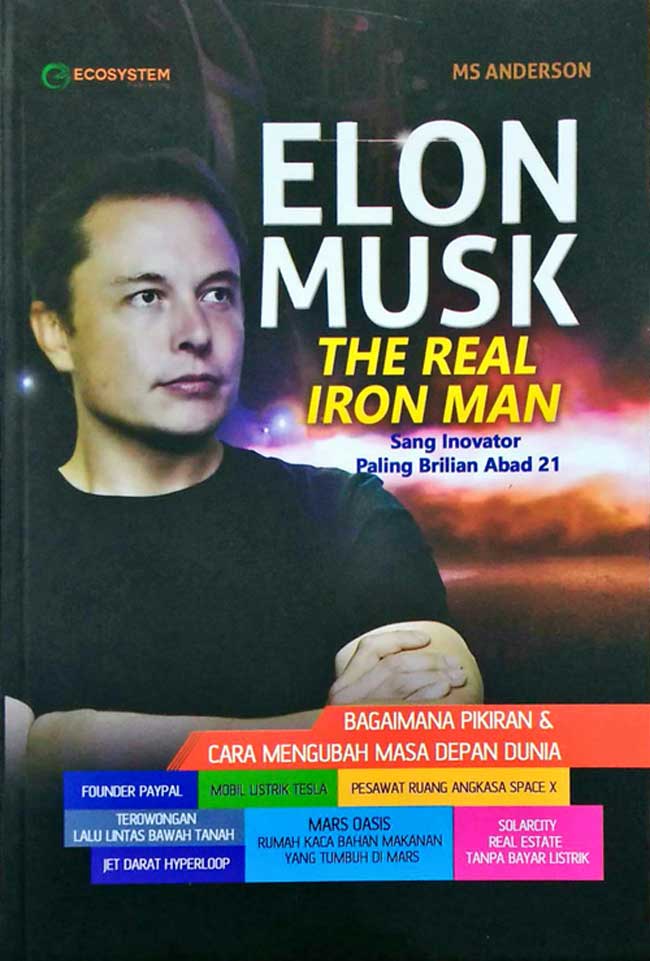 ECOSYSTEM
MS ANDERSON
ELON
MUSK
THE REAL
IRON MAN
Sang Inovator
Paling Brilian Abad 21
BAGAIMANA PIKIRAN &
CARA MENGUBAH MASA DEPAN DUNIA
FOUNDER PAYPAL
MOBIL LISTRIK TESLA
PESAWAT RUANG ANGKASA SPACE X
TEROWONGAN
LALU LINTAS BAWAH TANAH
MARS OASIS
RUMAH KACA BAHAN MAKANAN
YANG TUMBUH DI MARS
SOLARCITY
REAL ESTATE
TANPA BAYAR LISTRIK
JET DARAT HYPERLOOP